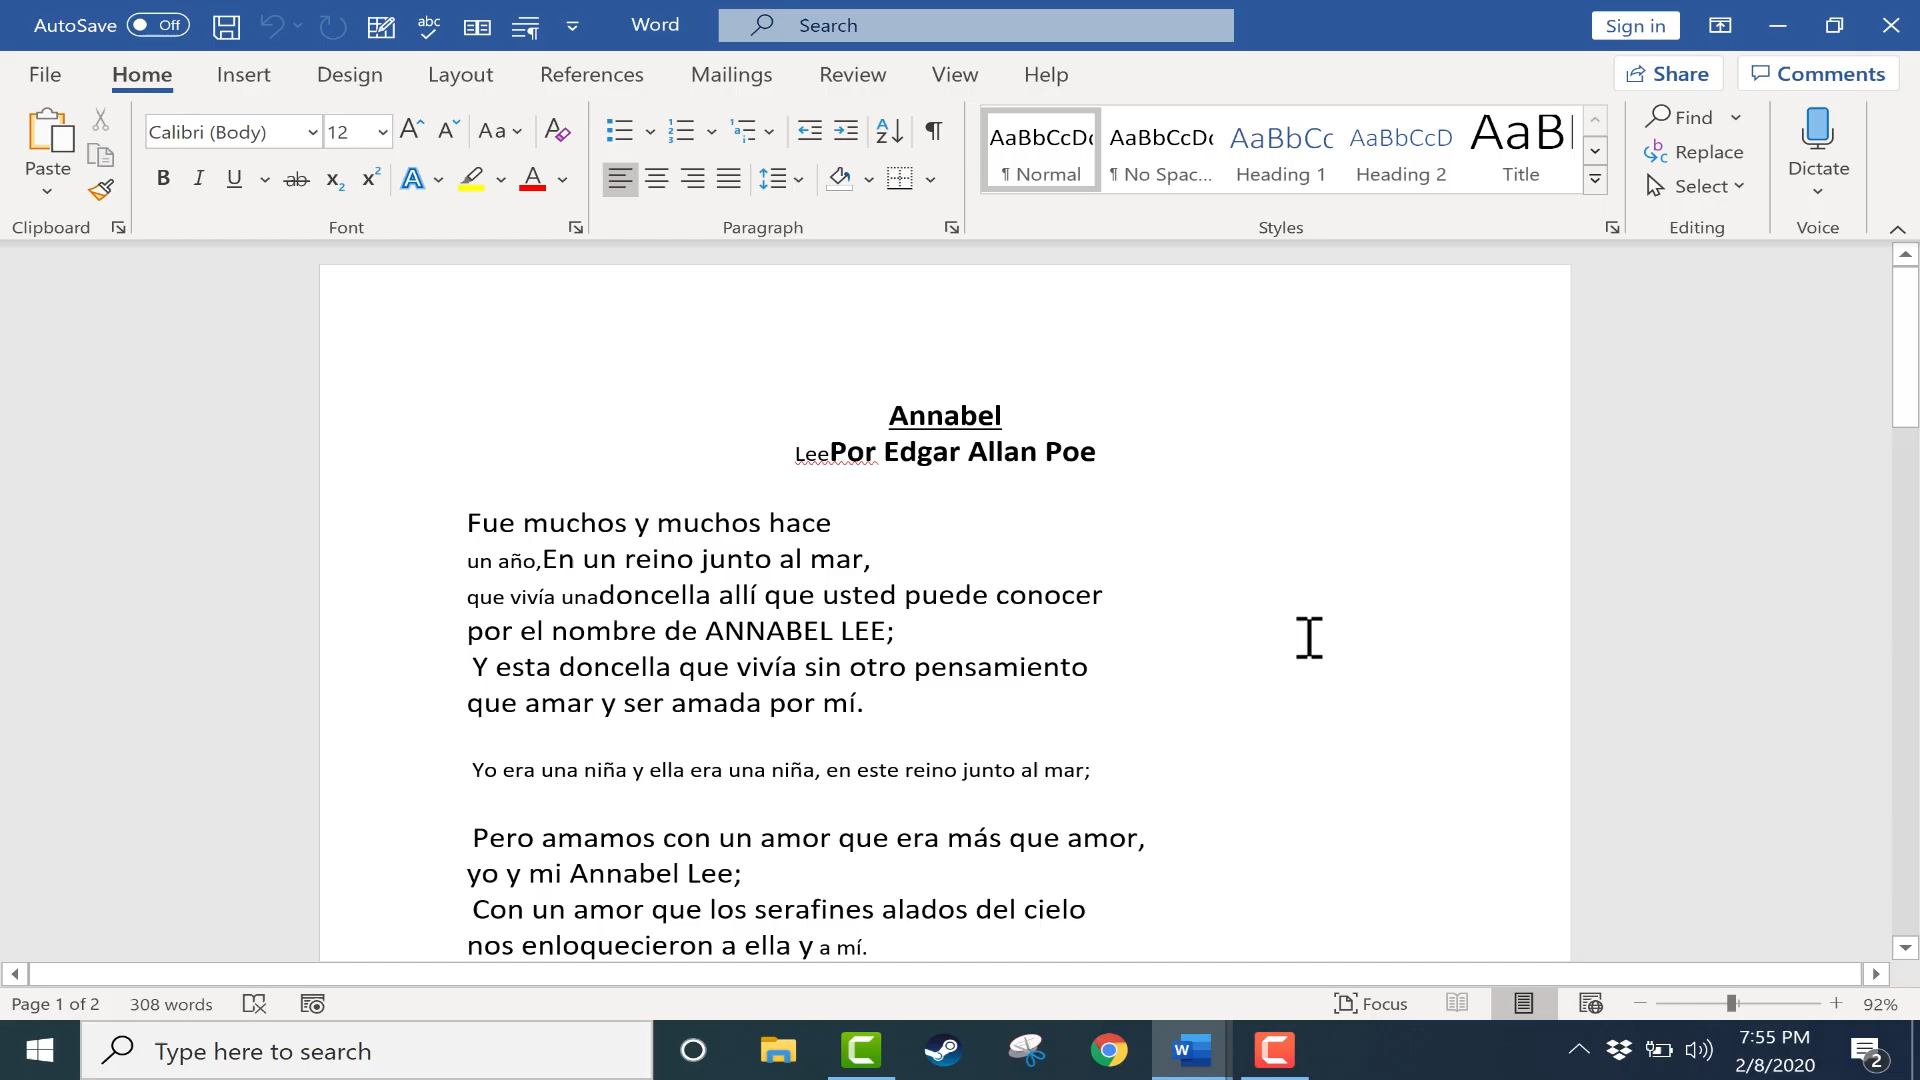 AutoSave Off Word Search Sign in
File Home Insert Design Layout References Mailings Review View Help Share Comments
Paste Calibri (Body) 12 Aa AaBbCcDc AaBbCcDc AaBbCc AaBbCcD AaB Find Dictate
B I U ab x₂ x² A A ¶ Normal ¶ No Spac... Heading 1 Heading 2 Title Replace
Select
Clipboard Font Paragraph Styles Editing Voice
Annabel
LeePor Edgar Allan Poe
Fue muchos y muchos hace
un año,En un reino junto al mar,
que vivía unadoncella allí que usted puede conocer
por el nombre de ANNABEL LEE;
Y esta doncella que vivía sin otro pensamiento
que amar y ser amada por mí.
Yo era una niña y ella era una niña, en este reino junto al mar;
Pero amamos con un amor que era más que amor,
yo y mi Annabel Lee;
Con un amor que los serafines alados del cielo
nos enloquecieron a ella y a mí.
Page 1 of 2 308 words Focus 92%
Type here to search 7:55 PM
2/8/2020 2